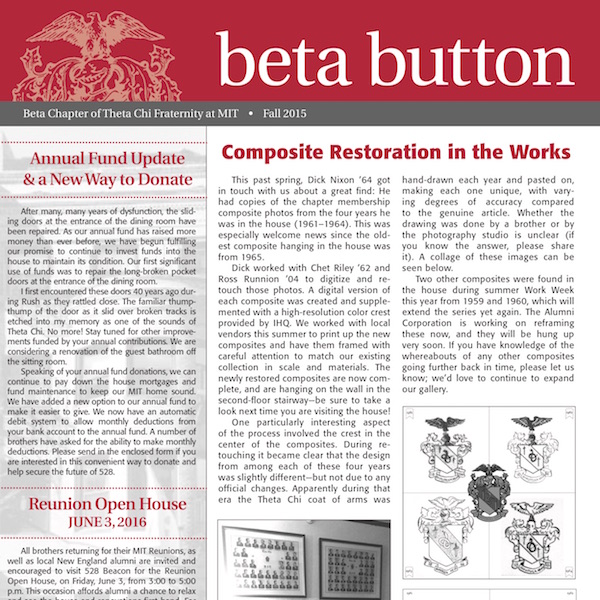 beta button
Beta Chapter of Theta Chi Fraternity at MIT • Fall 2015
Annual Fund Update
& a New Way to Donate
After many, many years of dysfunction, the slid-
ing doors at the entrance of the dining room have
been repaired. As our annual fund has raised more
money than ever before, we have begun fulfilling
our promise to continue to invest funds into the
house to maintain its condition. Our first significant
use of funds was to repair the long-broken pocket
doors at the entrance of the dining room.
I first encountered these doors 40 years ago dur-
ing Rush as they rattled close. The familiar thump-
thump of the door as it slid over broken tracks is
etched into my memory as one of the sounds of
Theta Chi. No more! Stay tuned for other improve-
ments funded by your annual contributions. We are
considering a renovation of the guest bathroom off
the sitting room.
Speaking of your annual fund donations, we can
continue to pay down the house mortgages and
fund maintenance to keep our MIT home sound.
We have added a new option to our annual fund to
make it easier to give. We now have an automatic
debit system to allow monthly deductions from
your bank account to the annual fund. A number of
brothers have asked for the ability to make monthly
deductions. Please send in the enclosed form if you
are interested in this convenient way to donate and
help secure the future of 528.
Reunion Open House
JUNE 3, 2016
All brothers returning for their MIT Reunions, as
well as local New England alumni are invited and
encouraged to visit 528 Beacon for the Reunion
Open House, on Friday, June 3, from 3:00 to 5:00
p.m. This occasion affords alumni a chance to relax
Composite Restoration in the Works
This past spring, Dick Nixon ’64 got
in touch with us about a great find: He
had copies of the chapter membership
composite photos from the four years he
was in the house (1961–1964). This was
especially welcome news since the old-
est composite hanging in the house was
from 1965.
Dick worked with Chet Riley ’62 and
Ross Runnion ’04 to digitize and re-
touch those photos. A digital version of
each composite was created and supple-
mented with a high-resolution color crest
provided by IHQ. We worked with local
vendors this summer to print up the new
composites and have them framed with
careful attention to match our existing
collection in scale and materials. The
newly restored composites are now com-
plete, and are hanging on the wall in the
second-floor stairway—be sure to take a
look next time you are visiting the house!
One particularly interesting aspect
of the process involved the crest in the
center of the composites. During re-
touching it became clear that the design
from among each of these four years
was slightly different—but not due to any
official changes. Apparently during that
era the Theta Chi coat of arms was
hand-drawn each year and pasted on,
making each one unique, with vary-
ing degrees of accuracy compared
to the genuine article. Whether the
drawing was done by a brother or by
the photography studio is unclear (if
you know the answer, please share
it). A collage of these images can be
seen below.
Two other composites were found in
the house during summer Work Week
this year from 1959 and 1960, which will
extend the series yet again. The Alumni
Corporation is working on reframing
these now, and they will be hung up
very soon. If you have knowledge of the
whereabouts of any other composites
going further back in time, please let us
know; we’d love to continue to expand
our gallery.